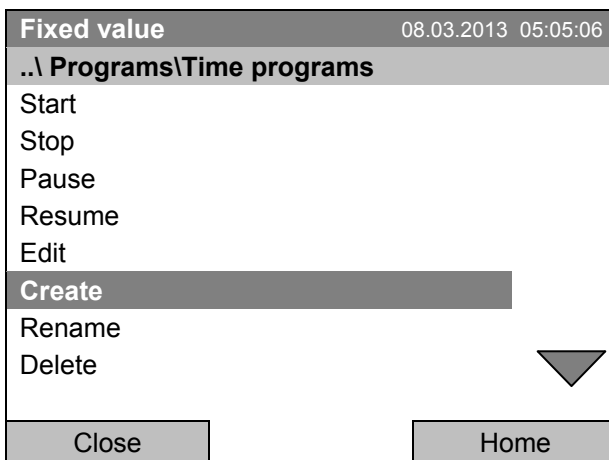 Fixed value 08.03.2013 05:05:06
..\ Programs\Time programs
Start
Stop
Pause
Resume
Edit
Create
Rename
Delete
Close Home